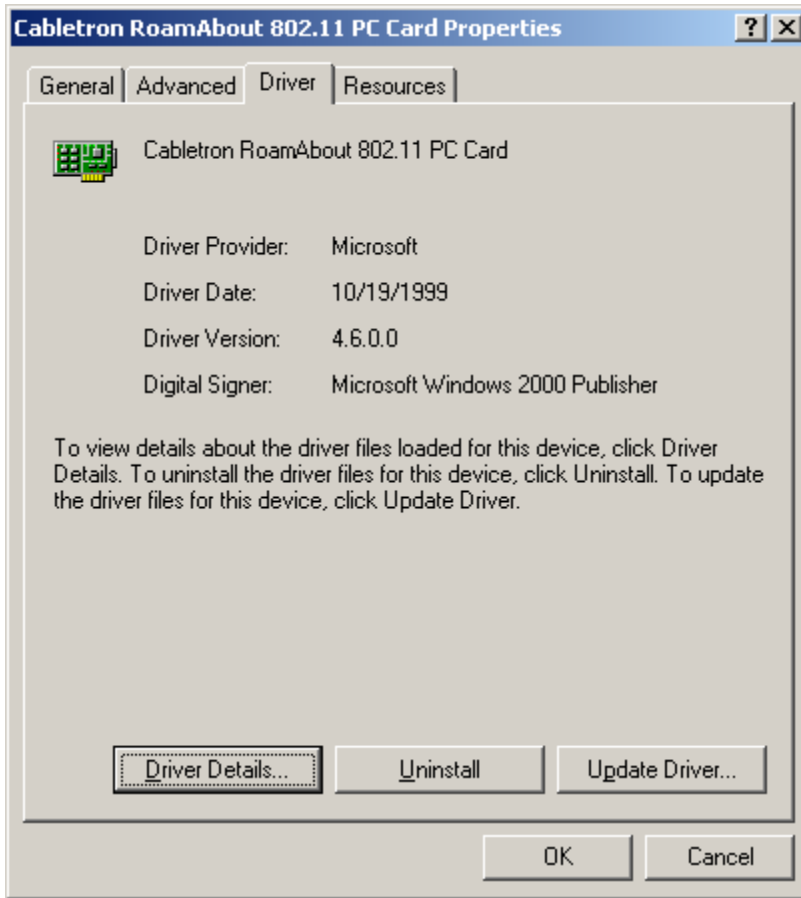 Cabletron RoamAbout 802.11 PC Card Properties
General Advanced Driver Resources
Cabletron RoamAbout 802.11 PC Card
Driver Provider: Microsoft
Driver Date: 10/19/1999
Driver Version: 4.6.0.0
Digital Signer: Microsoft Windows 2000 Publisher
To view details about the driver files loaded for this device, click Driver
Details. To uninstall the driver files for this device, click Uninstall. To update
the driver files for this device, click Update Driver.
Driver Details... Uninstall Update Driver...
OK Cancel